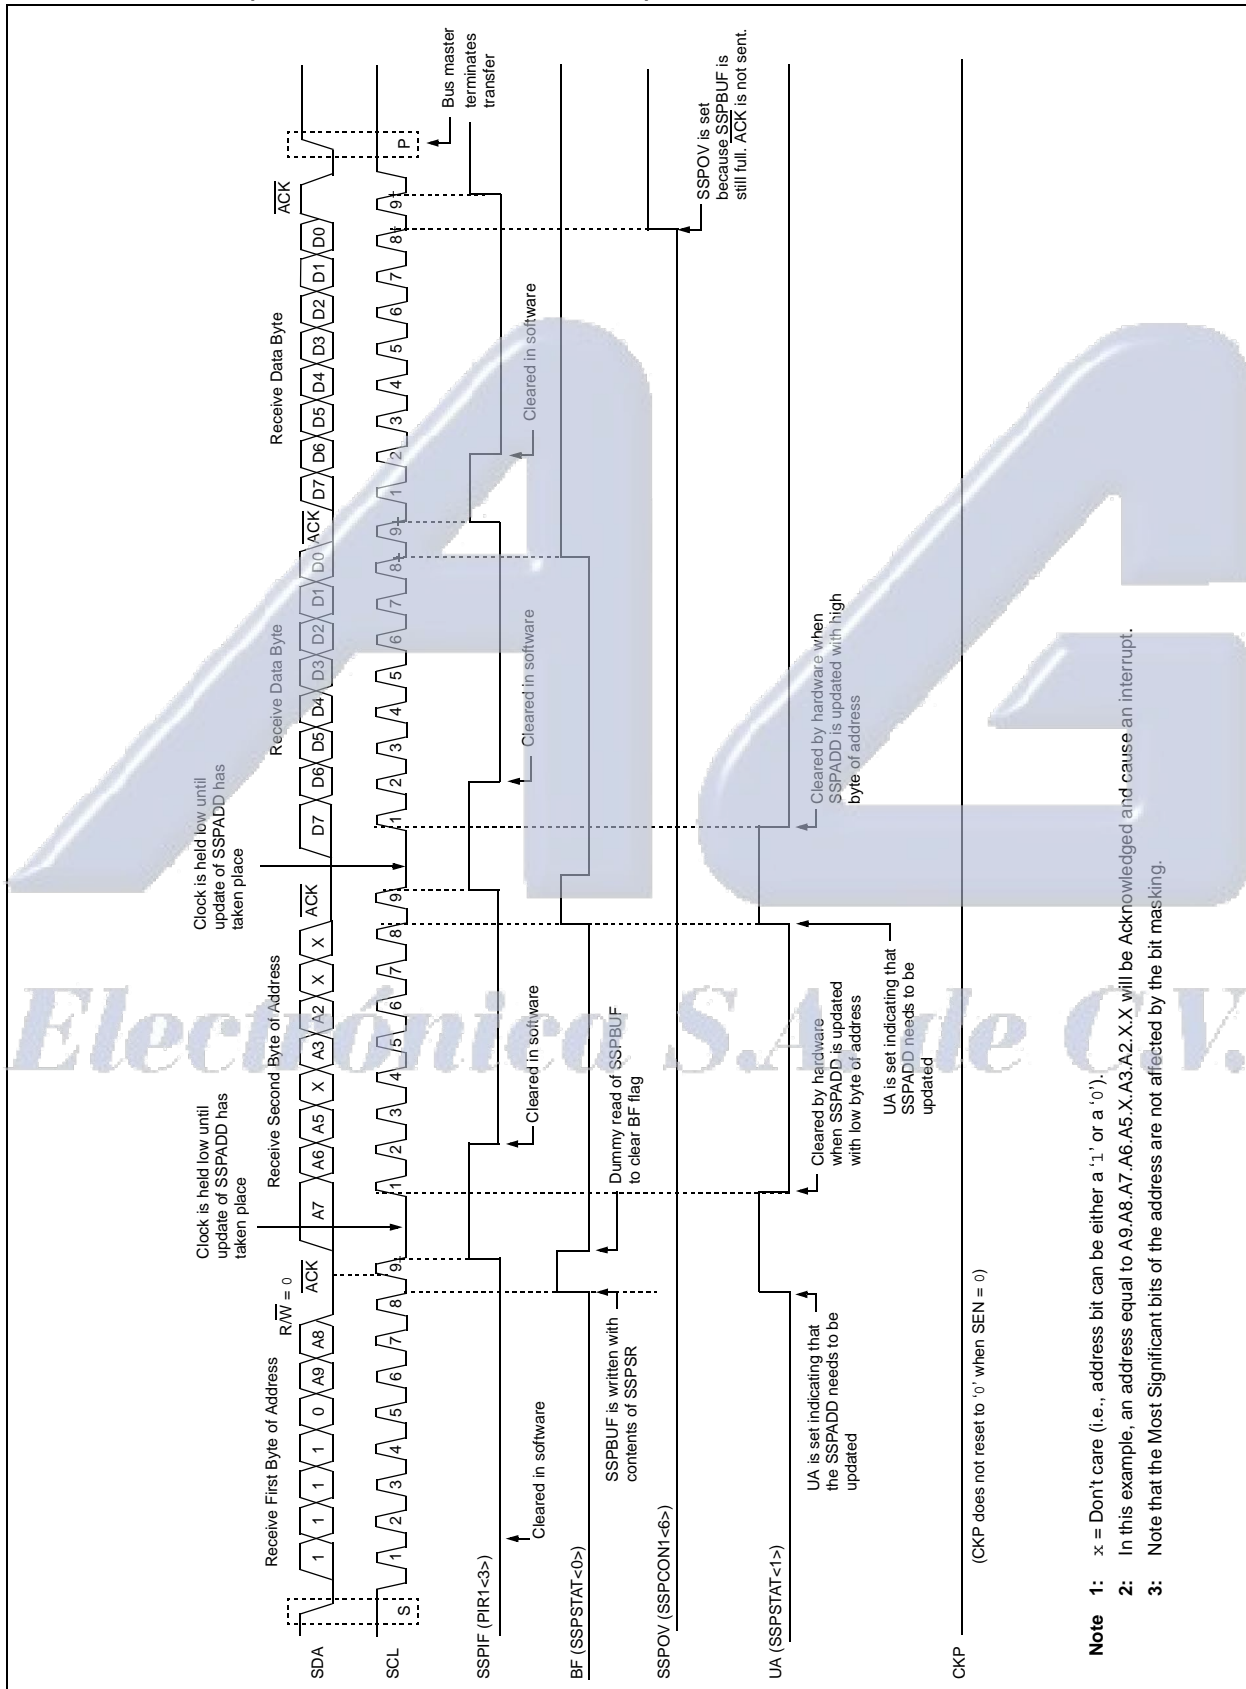 Receive First Byte of Address
R/W = 0
Receive Second Byte of Address
Receive Data Byte
Receive Data Byte
Clock is held low until
update of SSPADD has
taken place
Clock is held low until
update of SSPADD has
taken place
SDA
1 1 1 1 0 A9 A8 ACK A7 A6 A5 X A3 A2 X X ACK D7 D6 D5 D4 D3 D2 D1 D0 ACK D7 D6 D5 D4 D3 D2 D1 D0 ACK
SCL
S 1 2 3 4 5 6 7 8 9 1 2 3 4 5 6 7 8 9 1 2 3 4 5 6 7 8 9 1 2 3 4 5 6 7 8 9 P
Bus master
terminates
transfer
SSPIF (PIR1<3>)
Cleared in software
Cleared in software
Cleared in software
Cleared in software
BF (SSPSTAT<0>)
SSPBUF is written with
contents of SSPSR
Dummy read of SSPBUF
to clear BF flag
SSPOV (SSPCON1<6>)
SSPOV is set
because SSPBUF is
still full. ACK is not sent.
UA (SSPSTAT<1>)
UA is set indicating that
the SSPADD needs to be
updated
Cleared by hardware
when SSPADD is updated
with low byte of address
UA is set indicating that
SSPADD needs to be
updated
Cleared by hardware when
SSPADD is updated with high
byte of address
CKP
(CKP does not reset to ‘0’ when SEN = 0)
Note 1: x = Don't care (i.e., address bit can be either a ‘1’ or a ‘0’).
2: In this example, an address equal to A9.A8.A7.A6.A5.X.A3.A2.X.X will be Acknowledged and cause an interrupt.
3: Note that the Most Significant bits of the address are not affected by the bit masking.
AG
Electrónica S.A. de C.V.